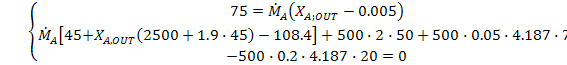 75 = Ṁ_A(X_{A;OUT} − 0.005)
Ṁ_A[45+X_{A,OUT}(2500 + 1.9 · 45) − 108.4] + 500 · 2 · 50 + 500 · 0.05 · 4.187 · 7
−500 · 0.2 · 4.187 · 20 = 0